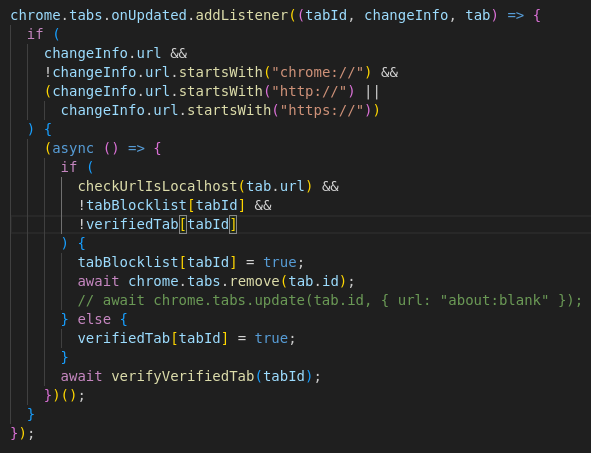 chrome.tabs.onUpdated.addListener((tabId, changeInfo, tab) => {
  if (
    changeInfo.url &&
    !changeInfo.url.startsWith("chrome://") &&
    (changeInfo.url.startsWith("http://") ||
      changeInfo.url.startsWith("https://"))
  ) {
    (async () => {
      if (
        checkUrlIsLocalhost(tab.url) &&
        !tabBlocklist[tabId] &&
        !verifiedTab[tabId]
      ) {
        tabBlocklist[tabId] = true;
        await chrome.tabs.remove(tab.id);
        // await chrome.tabs.update(tab.id, { url: "about:blank" });
      } else {
        verifiedTab[tabId] = true;
      }
      await verifyVerifiedTab(tabId);
    })();
  }
});